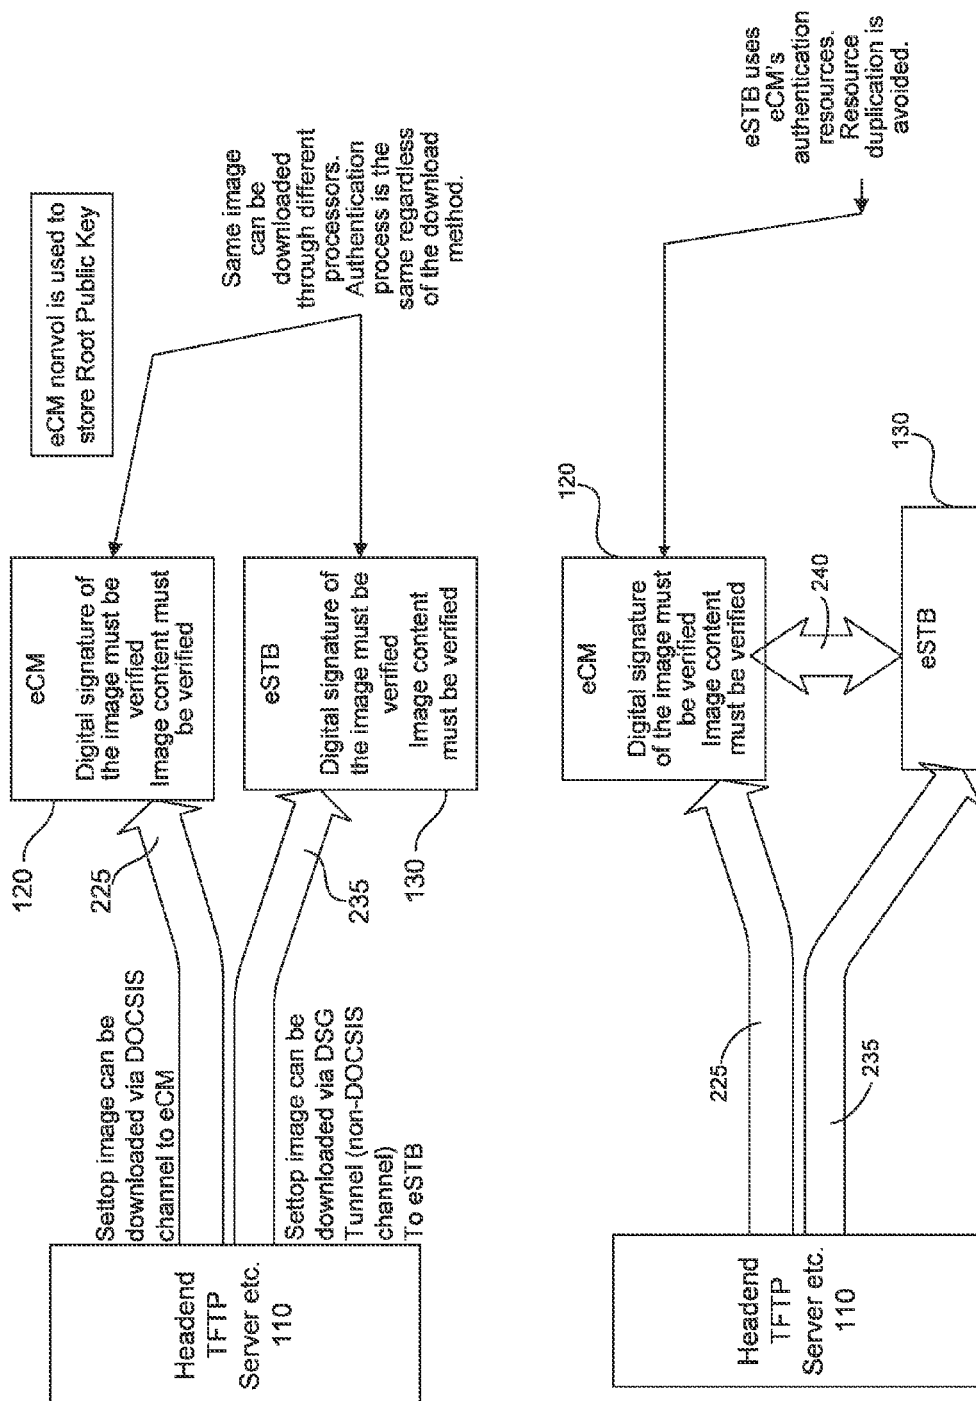 Headend
TFTP
Server etc.
110
Settop image can be
downloaded via DOCSIS
channel to eCM
Settop image can be
downloaded via DSG
Tunnel (non-DOCSIS
channel)
To eSTB
120
225
235
130
eCM
Digital signature of
the image must be
verified
Image content must
be verified
eSTB
Digital signature of
the image must be
verified
Image content
must be verified
eCM nonvol is used to
store Root Public Key
Same image
can be
downloaded
through different
processors.
Authentication
process is the
same regardless
of the download
method.
Headend
TFTP
Server etc.
110
225
235
eCM
Digital signature
of the image must
be verified
Image content
must be verified
120
240
eSTB
130
eSTB uses
eCM's
authentication
resources.
Resource
duplication is
avoided.